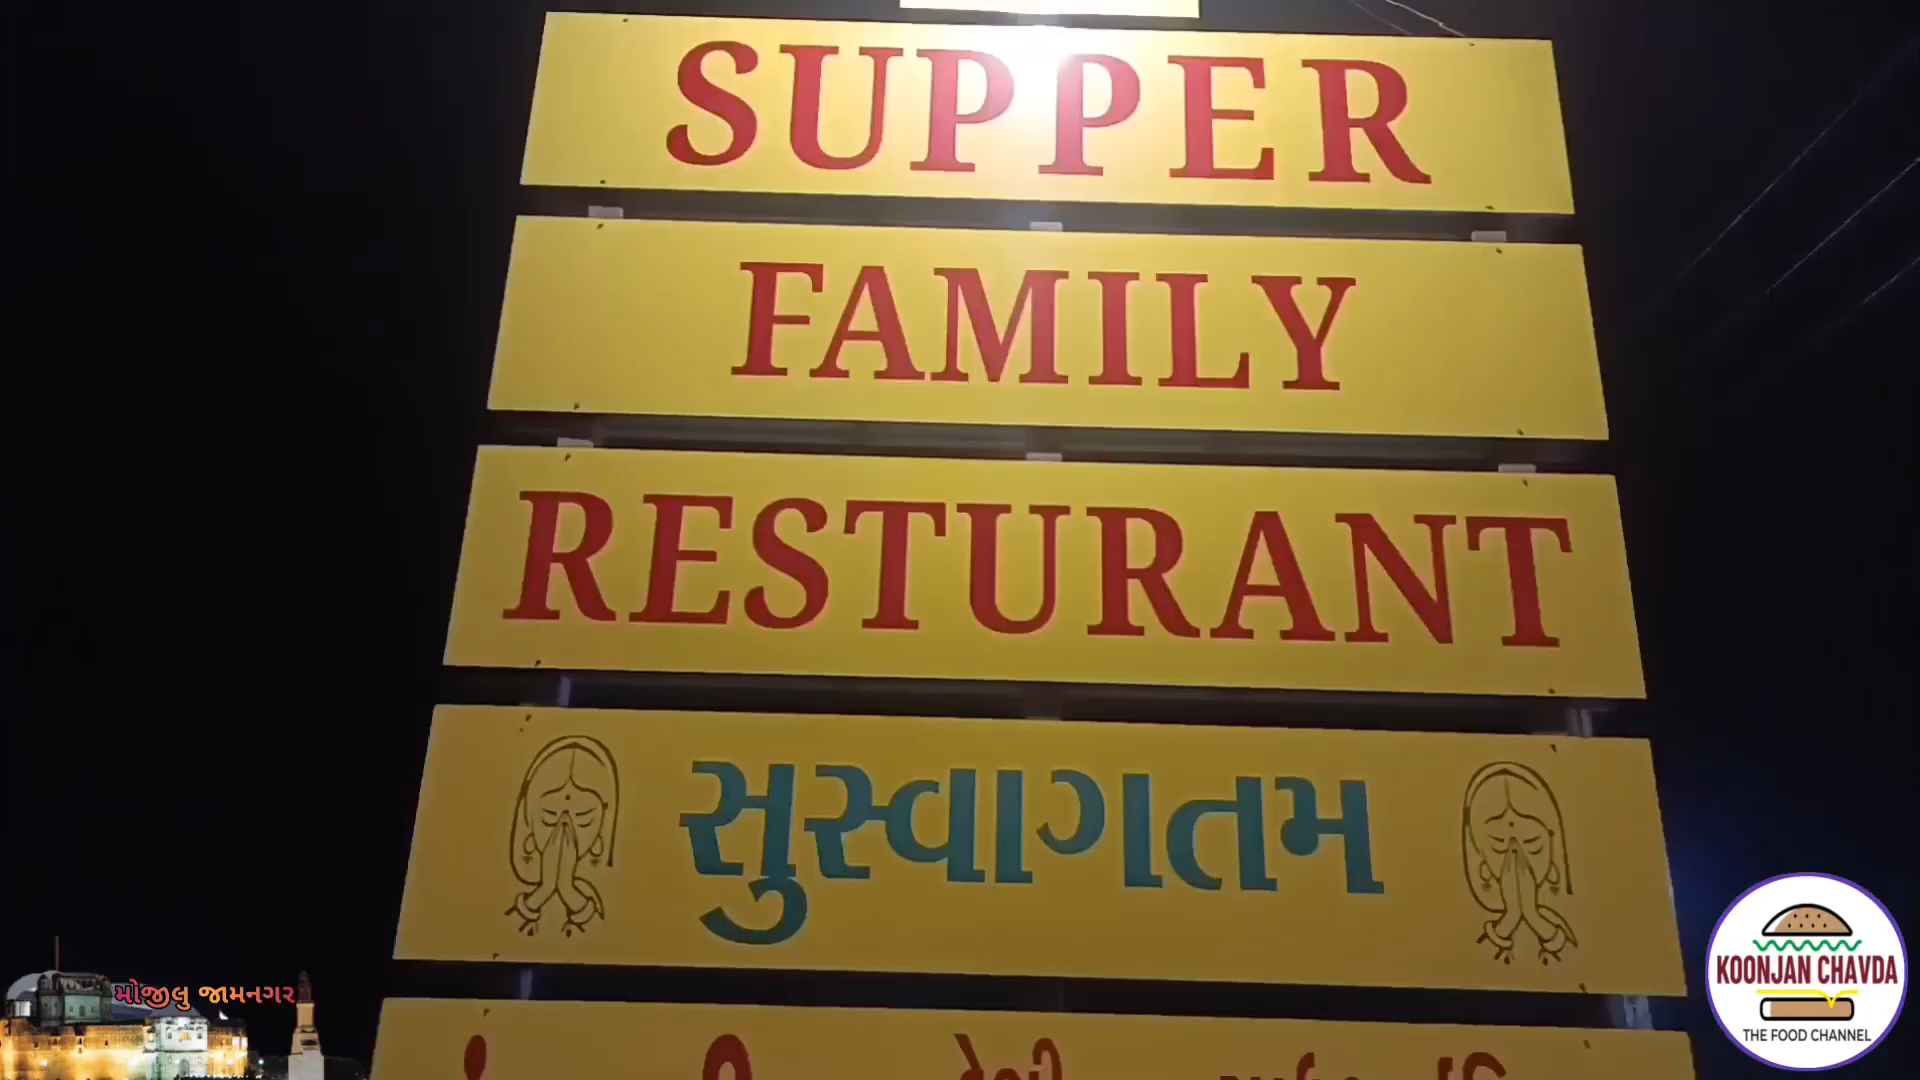 SUPPER
FAMILY
RESTURANT
સુસ્વાગતમ
મોજીલુ જામનગર
KOONJAN CHAVDA
THE FOOD CHANNEL